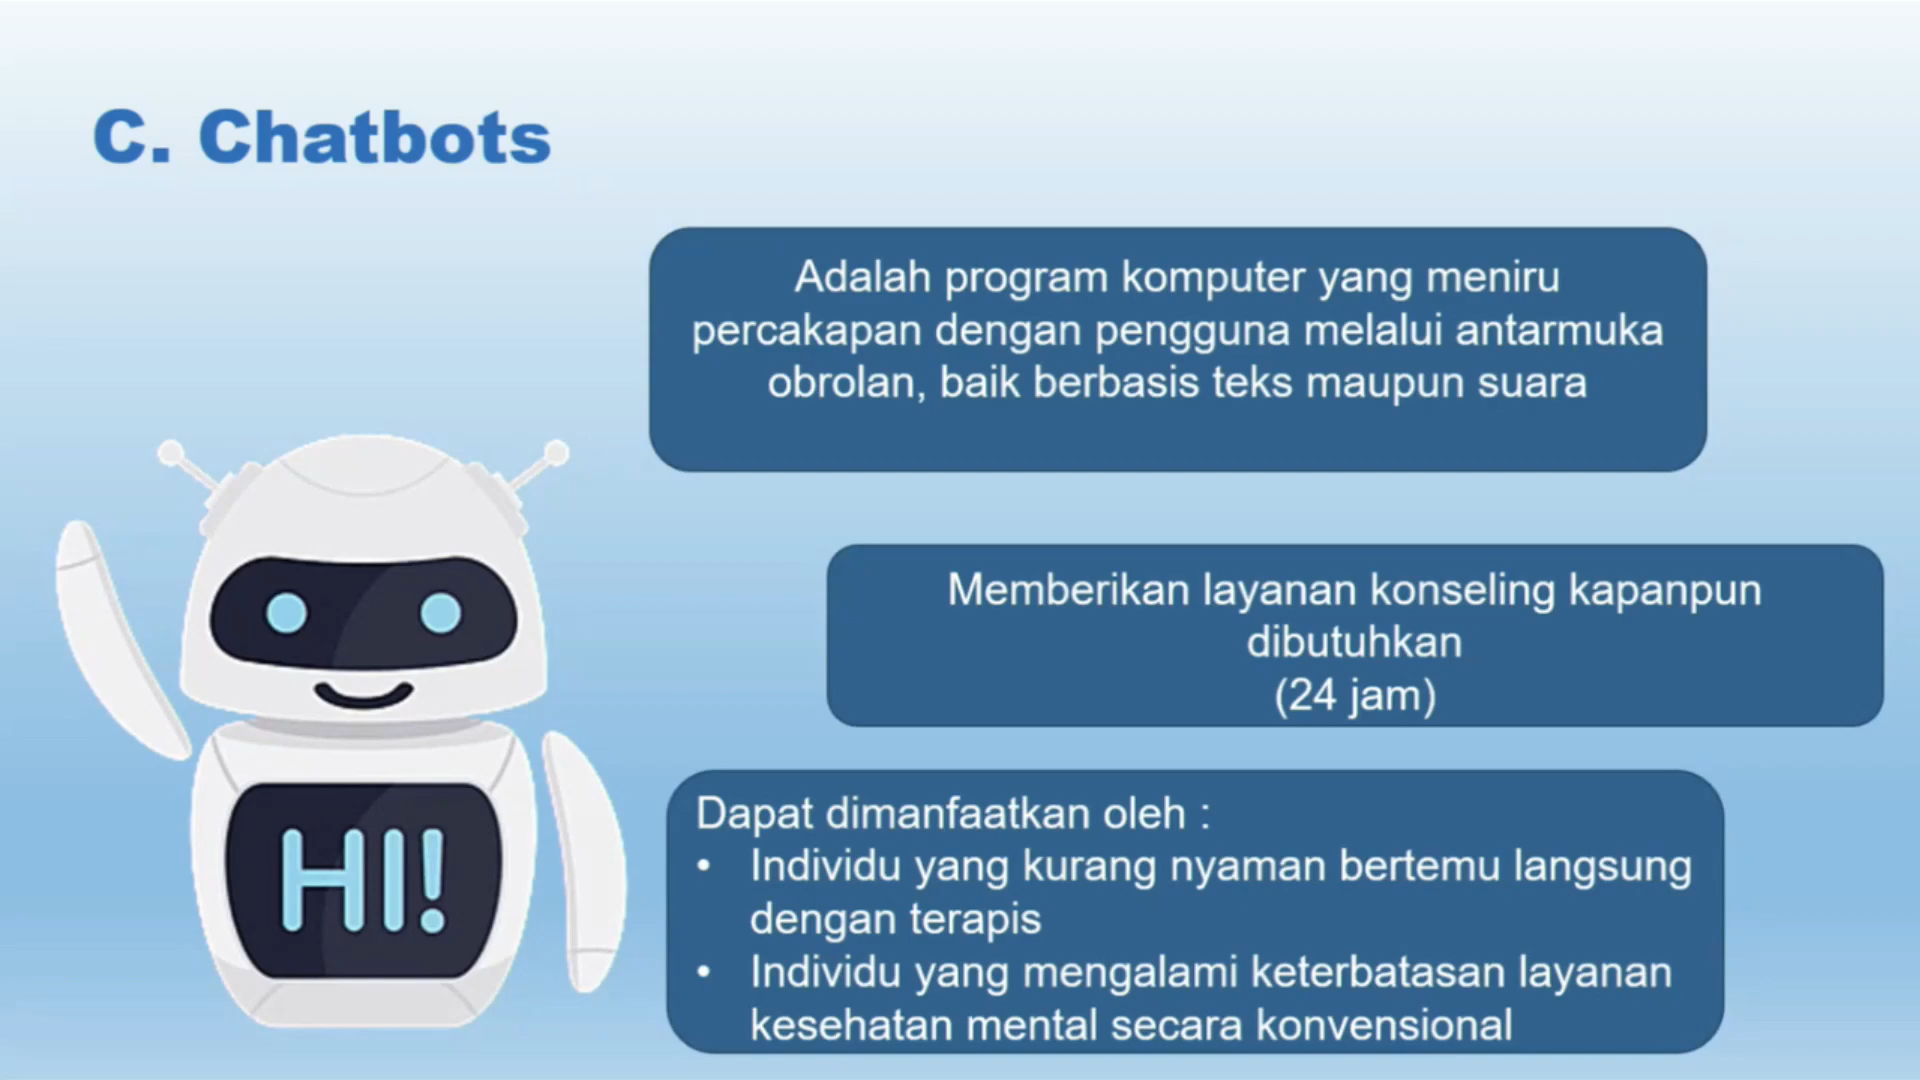 C. Chatbots
Adalah program komputer yang meniru
percakapan dengan pengguna melalui antarmuka
obrolan, baik berbasis teks maupun suara
Memberikan layanan konseling kapanpun
dibutuhkan
(24 jam)
HI!
Dapat dimanfaatkan oleh :
• Individu yang kurang nyaman bertemu langsung
dengan terapis
• Individu yang mengalami keterbatasan layanan
kesehatan mental secara konvensional